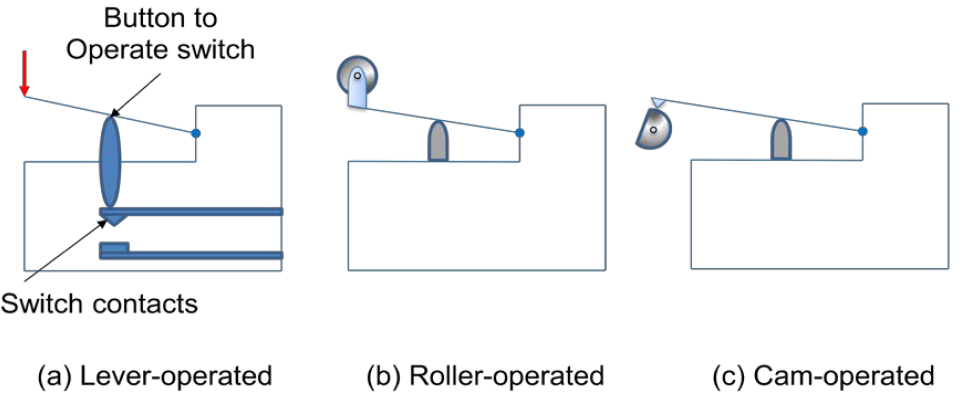 Button to
Operate switch
Switch contacts
(a) Lever-operated
(b) Roller-operated
(c) Cam-operated